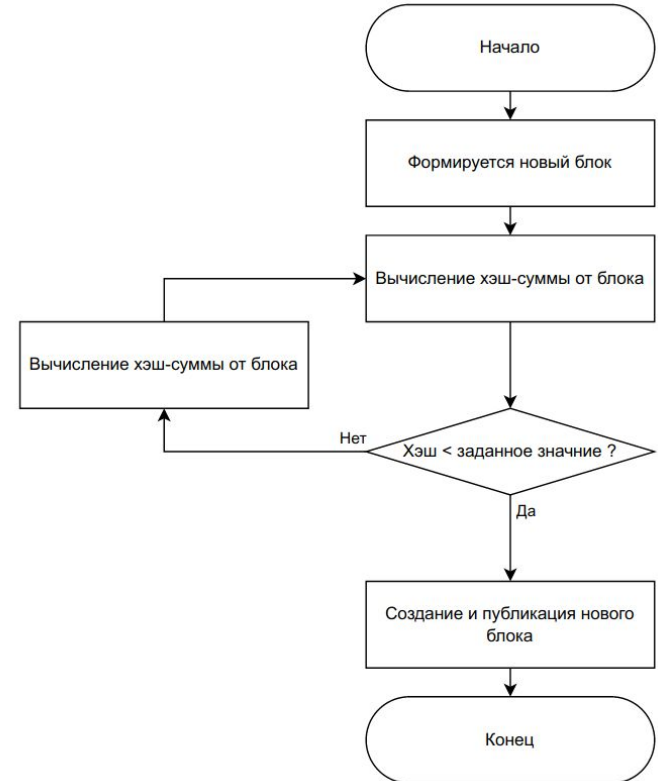 Начало
Формируется новый блок
Вычисление хэш-суммы от блока
Вычисление хэш-суммы от блока
Нет
Хэш < заданное значние ?
Да
Создание и публикация нового
блока
Конец